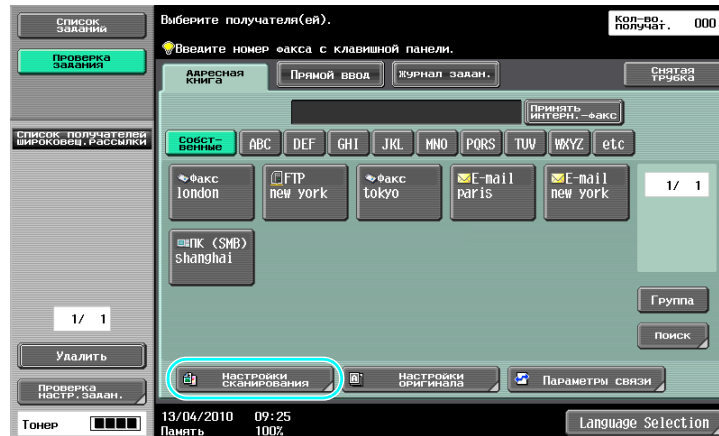 Список
заданий
Проверка
задания
Список получателей
широковещ.рассылки
1/ 1
Удалить
Проверка
настр.задан.
Тонер
Выберите получателя(ей).
Кол-во
получат. 000
Введите номер факса с клавишной панели.
Адресная
книга
Прямой ввод
Журнал задан.
Снятая
трубка
Принять
интерн.-факс
Собст-
венные
ABC
DEF
GHI
JKL
MNO
PQRS
TUV
WXYZ
etc
Факс
london
FTP
new york
Факс
tokyo
E-mail
paris
E-mail
new york
1/ 1
ПК (SMB)
shanghai
Группа
Поиск
Настройки
сканирования
Настройки
оригинала
Параметры связи
13/04/2010 09:25
Память 100%
Language Selection